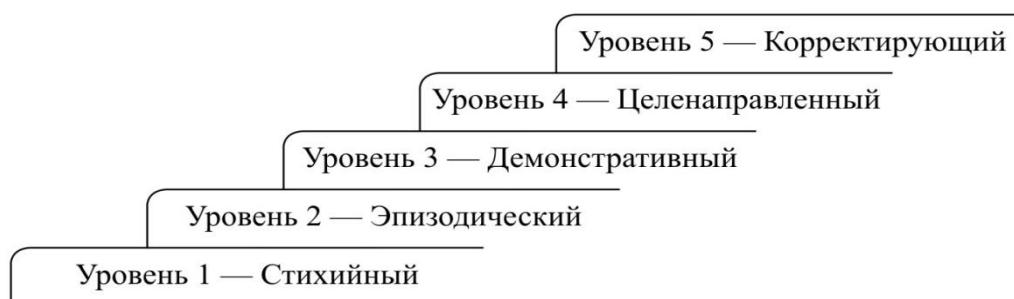 Уровень 5 — Корректирующий
Уровень 4 — Целенаправленный
Уровень 3 — Демонстративный
Уровень 2 — Эпизодический
Уровень 1 — Стихийный